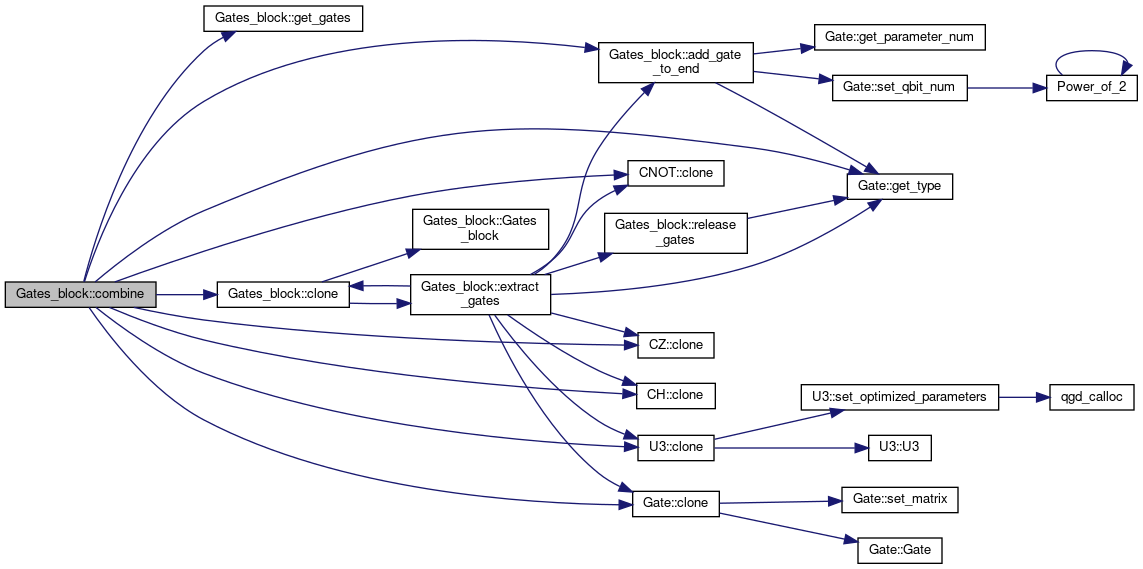 Gates_block::get_gates
Gates_block::add_gate
_to_end
Gate::get_parameter_num
Gate::set_qbit_num
Power_of_2
CNOT::clone
Gate::get_type
Gates_block::Gates
_block
Gates_block::release
_gates
Gates_block::combine
Gates_block::clone
Gates_block::extract
_gates
CZ::clone
CH::clone
U3::set_optimized_parameters
qgd_calloc
U3::clone
U3::U3
Gate::clone
Gate::set_matrix
Gate::Gate